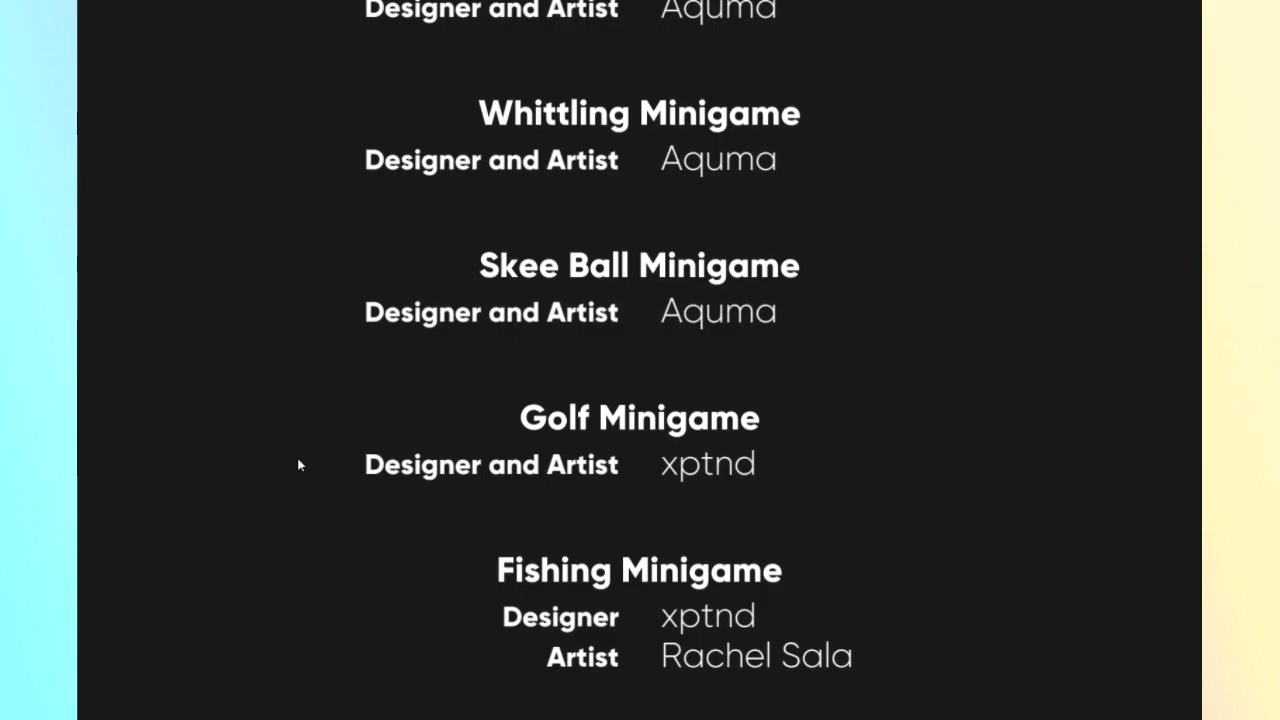 Designer and Artist Aquma
Whittling Minigame
Designer and Artist Aquma
Skee Ball Minigame
Designer and Artist Aquma
Golf Minigame
Designer and Artist xptnd
Fishing Minigame
Designer xptnd
Artist Rachel Sala